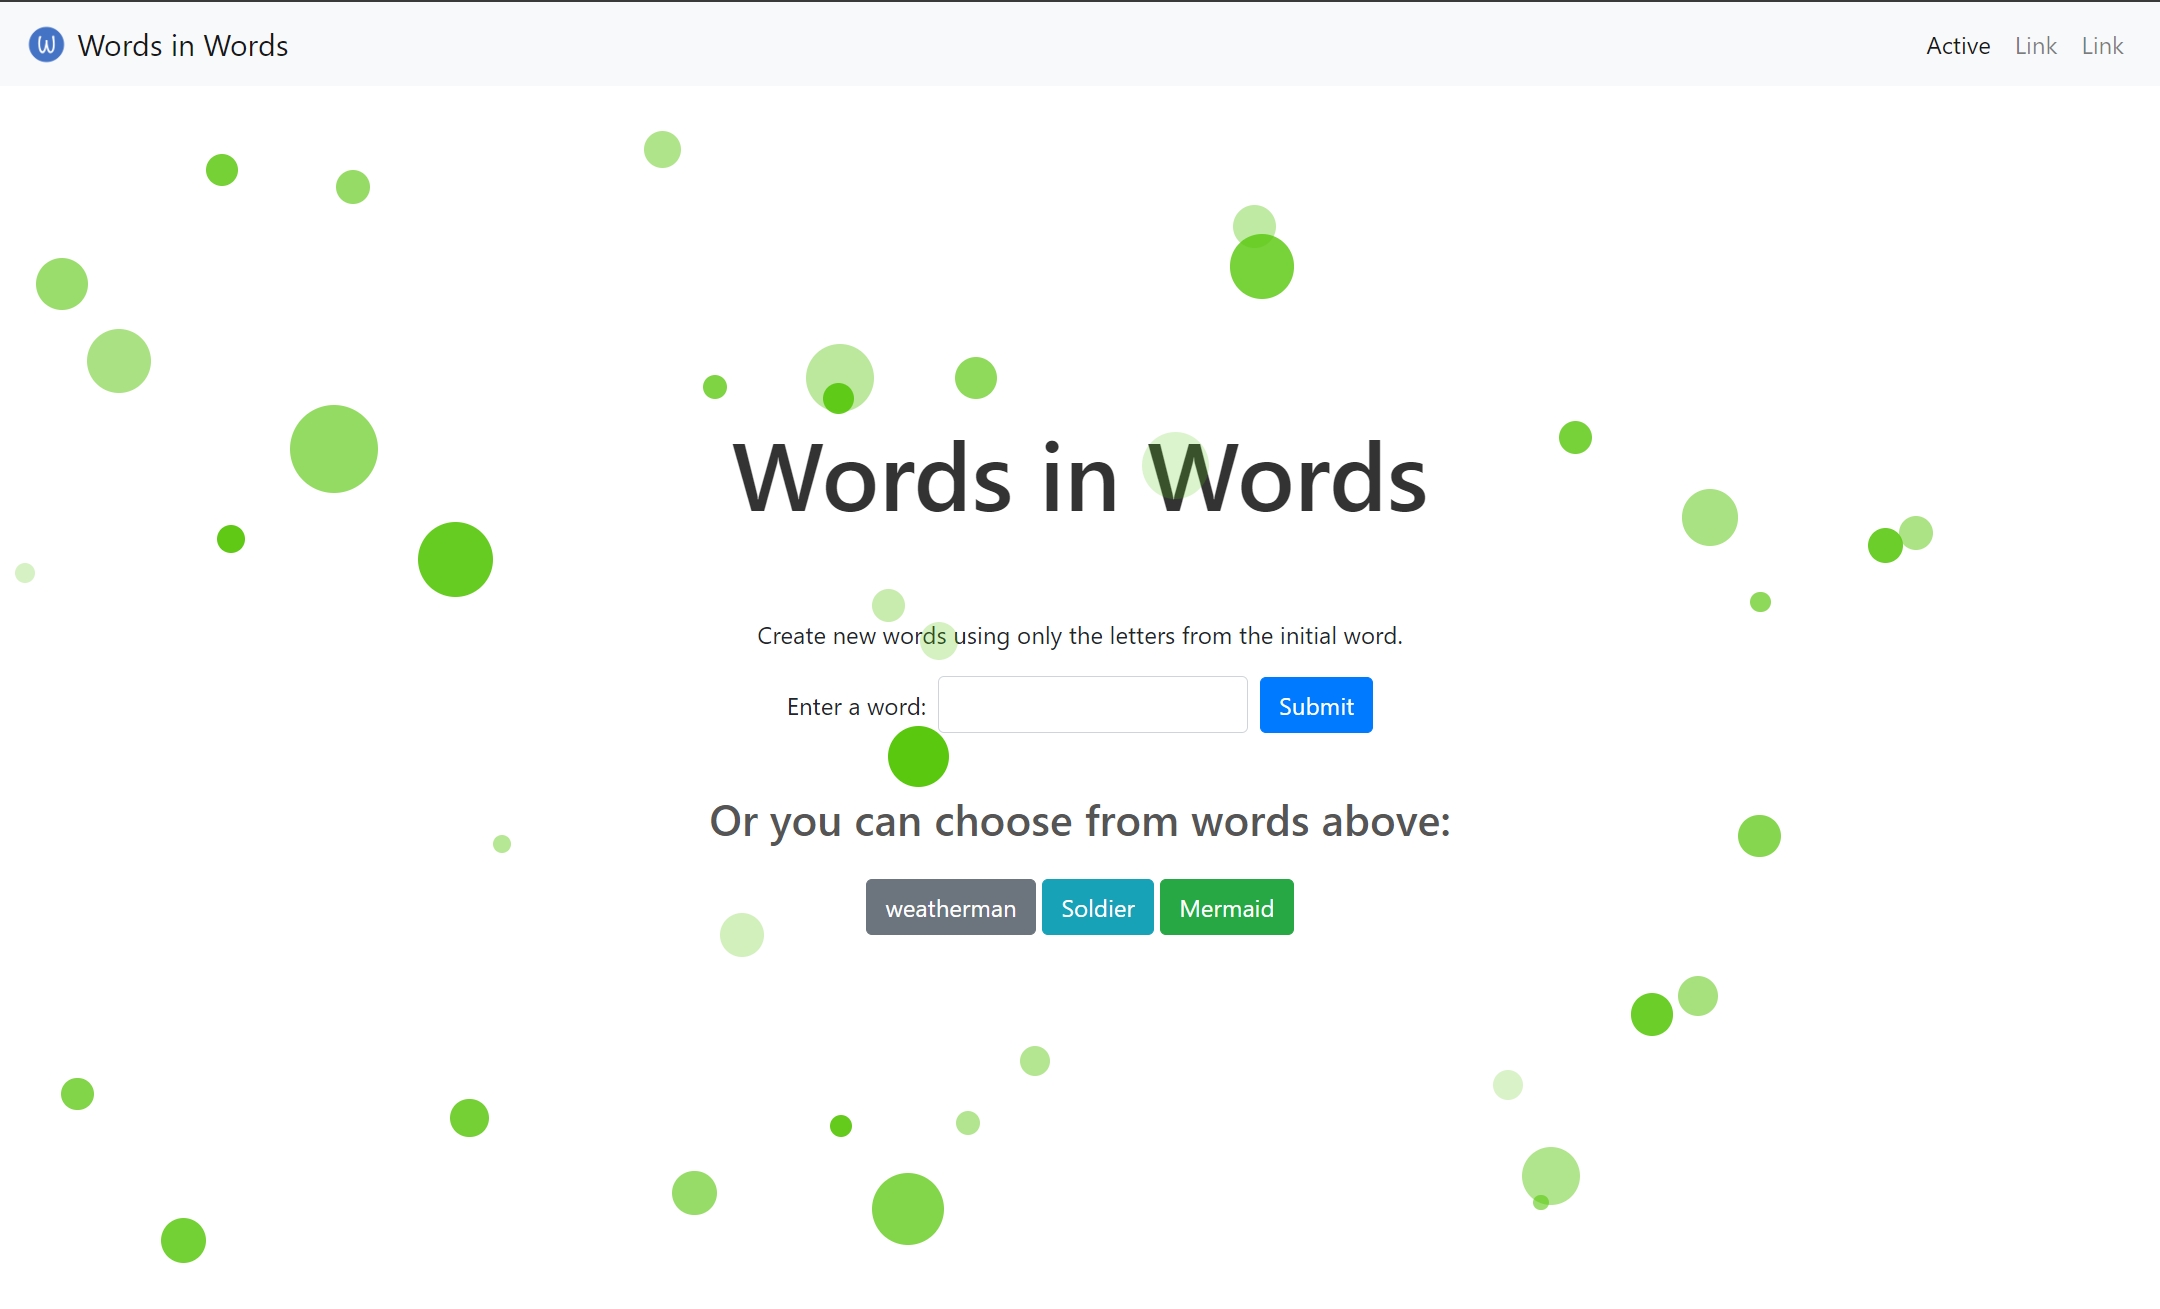 W Words in Words
Active Link Link
Words in Words
Create new words using only the letters from the initial word.
Enter a word: Submit
Or you can choose from words above:
weatherman Soldier Mermaid